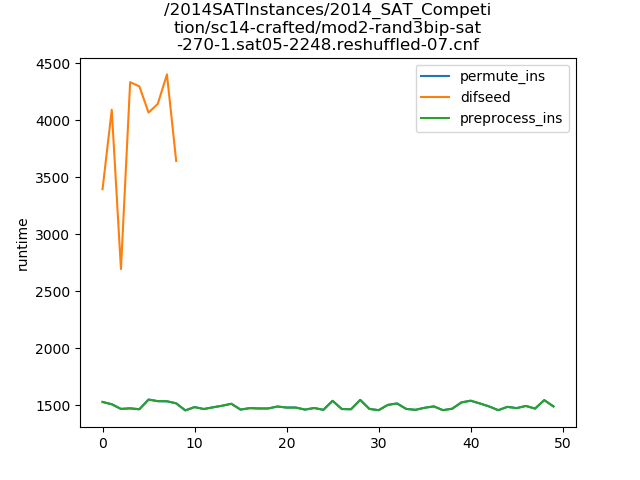 /2014SATInstances/2014_SAT_Competi
tion/sc14-crafted/mod2-rand3bip-sat
-270-1.sat05-2248.reshuffled-07.cnf
permute_ins
difseed
preprocess_ins
runtime
4500
4000
3500
3000
2500
2000
1500
0
10
20
30
40
50